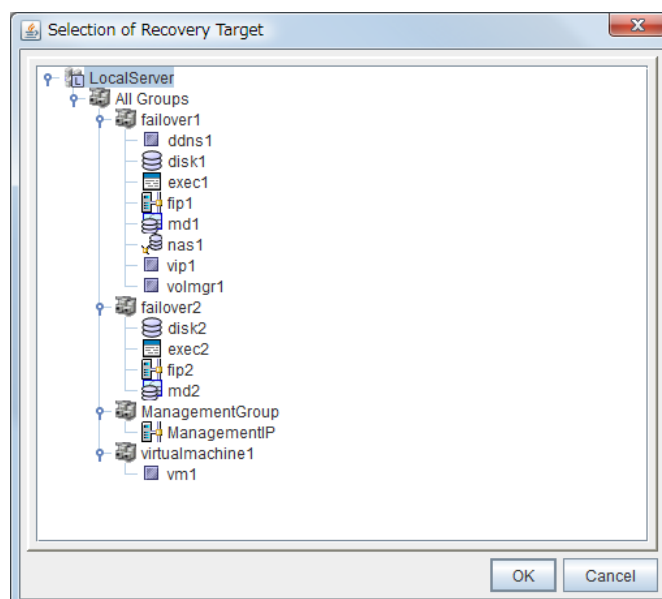 Selection of Recovery Target
LocalServer
All Groups
failover1
ddns1
disk1
exec1
fip1
md1
nas1
vip1
volmgr1
failover2
disk2
exec2
fip2
md2
ManagementGroup
ManagementIP
virtualmachine1
vm1
OK Cancel